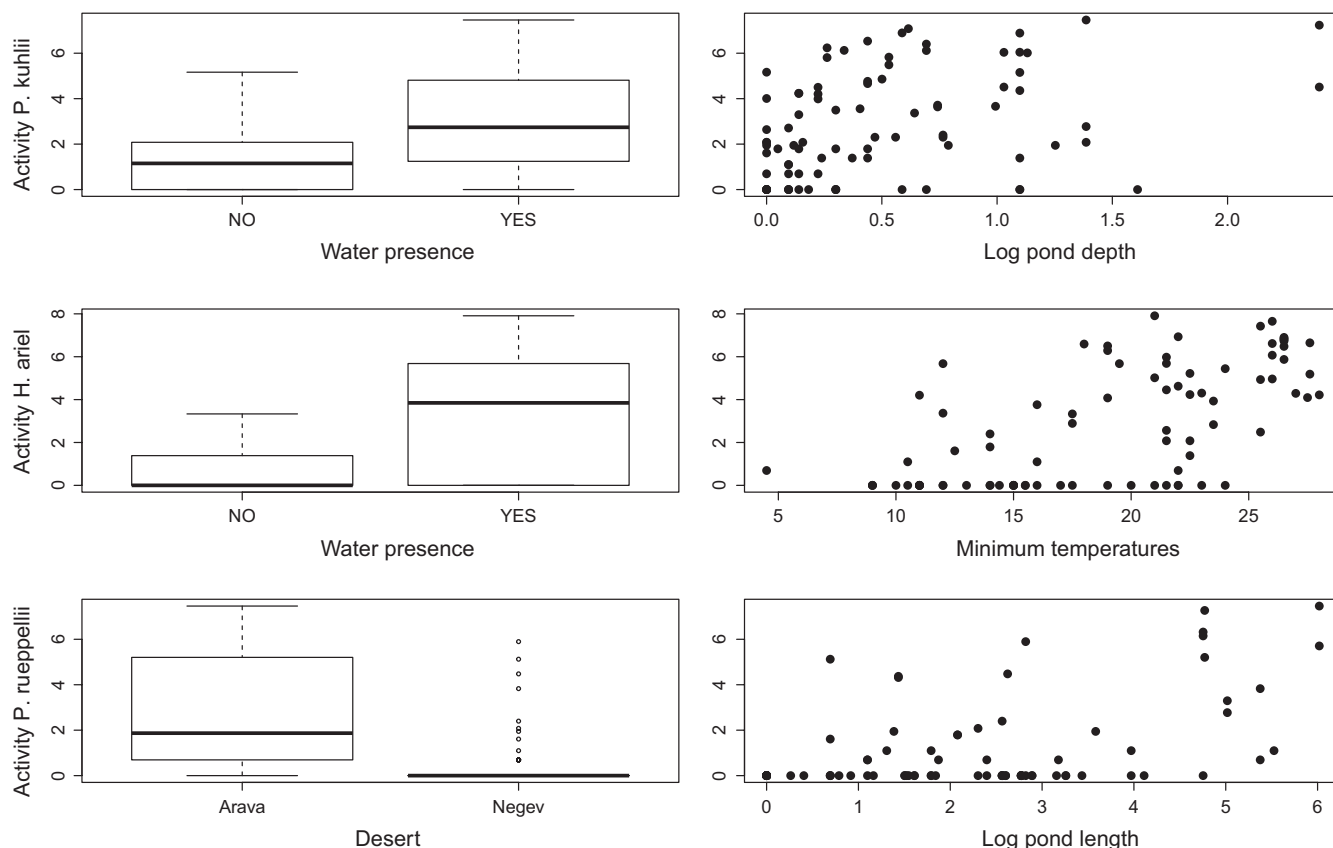 Activity P. kuhlii
0 2 4 6
NO YES
Water presence
0 2 4 6
0.0 0.5 1.0 1.5 2.0
Log pond depth
Activity H. ariel
0 2 4 6 8
NO YES
Water presence
0 2 4 6 8
5 10 15 20 25
Minimum temperatures
Activity P. rueppellii
0 2 4 6
Arava Negev
Desert
0 2 4 6
0 1 2 3 4 5 6
Log pond length